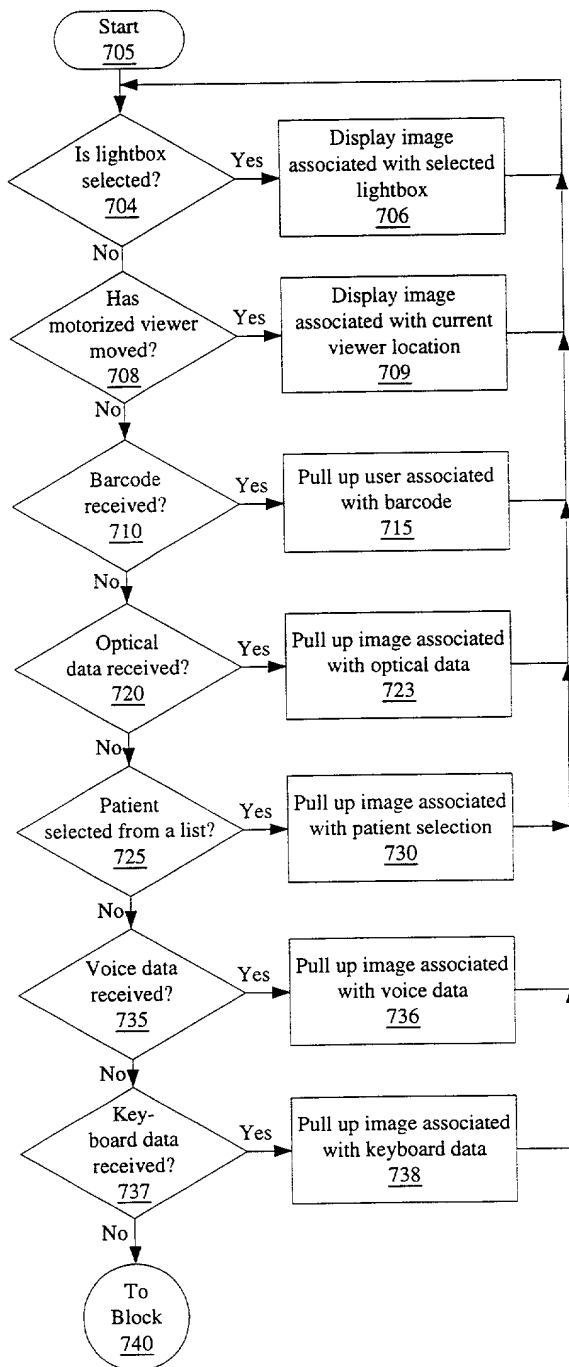 Start
705
Is lightbox
selected?
704
Yes
Display image
associated with selected
lightbox
706
No
Has
motorized viewer
moved?
708
Yes
Display image
associated with current
viewer location
709
No
Barcode
received?
710
Yes
Pull up user associated
with barcode
715
No
Optical
data received?
720
Yes
Pull up image associated
with optical data
723
No
Patient
selected from a list?
725
Yes
Pull up image associated
with patient selection
730
No
Voice data
received?
735
Yes
Pull up image associated
with voice data
736
No
Key-
board data
received?
737
Yes
Pull up image associated
with keyboard data
738
No
To
Block
740